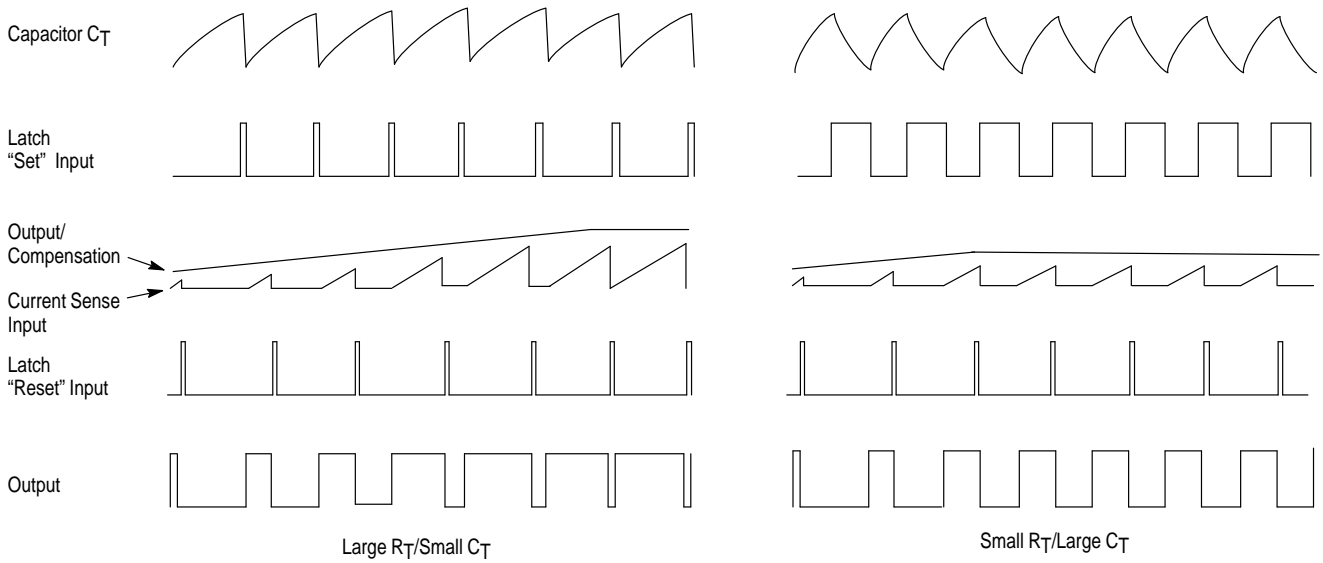 Capacitor CT
Latch
“Set” Input
Output/
Compensation
Current Sense
Input
Latch
“Reset” Input
Output
Large RT/Small CT
Small RT/Large CT